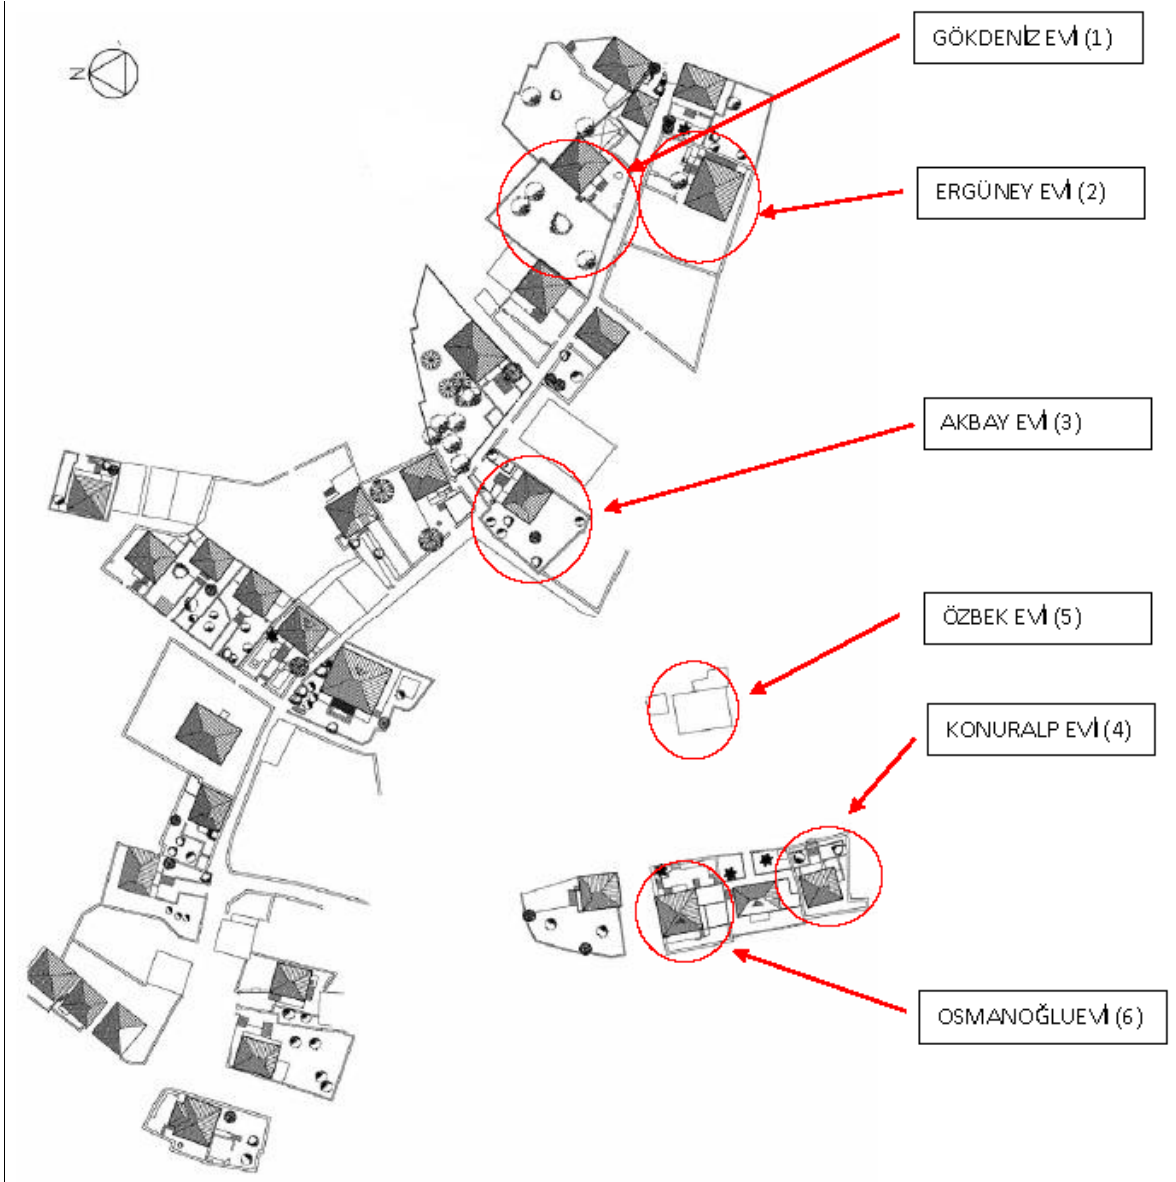 GÖKDENİZ EVİ (1)
N
ERGÜNEY EVİ (2)
AKBAY EVİ (3)
ÖZBEK EVİ (5)
KONURALP EVİ (4)
OSMANOĞLUEVİ (6)